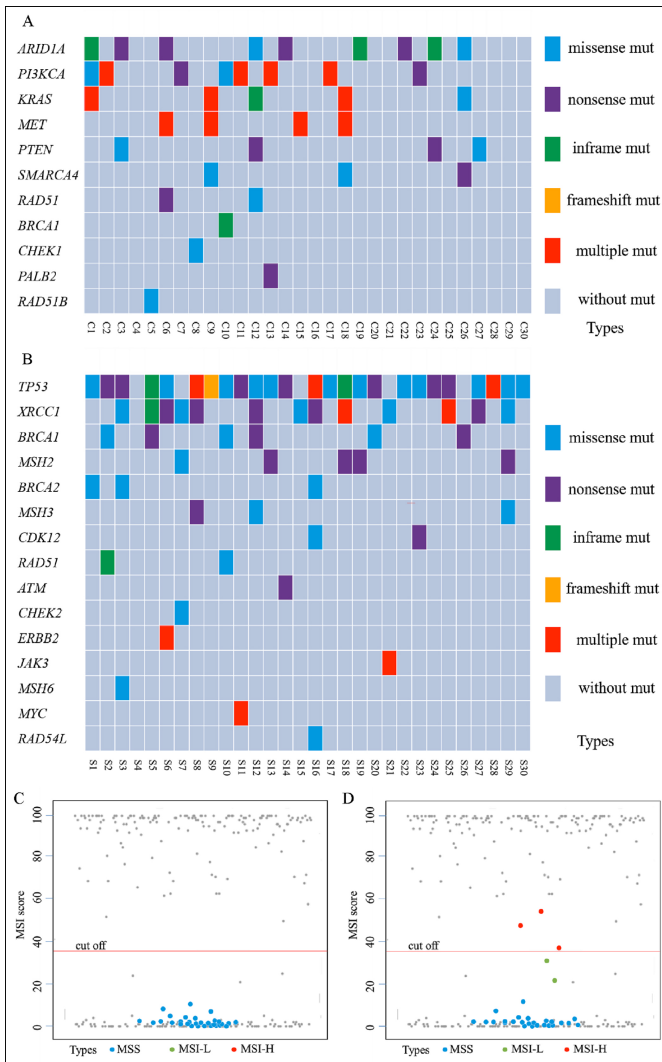 A
ARID1A
PI3KCA
KRAS
MET
PTEN
SMARCA4
RAD51
BRCA1
CHEK1
PALB2
RAD51B
C1 C2 C3 C4 C5 C6 C7 C8 C9 C10 C11 C12 C13 C14 C15 C16 C17 C18 C19 C20 C21 C22 C23 C24 C25 C26 C27 C28 C29 C30
missense mut
nonsense mut
inframe mut
frameshift mut
multiple mut
without mut
Types
B
TP53
XRCC1
BRCA1
MSH2
BRCA2
MSH3
CDK12
RAD51
ATM
CHEK2
ERBB2
JAK3
MSH6
MYC
RAD54L
S1 S2 S3 S4 S5 S6 S7 S8 S9 S10 S11 S12 S13 S14 S15 S16 S17 S18 S19 S20 S21 S22 S23 S24 S25 S26 S27 S28 S29 S30
missense mut
nonsense mut
inframe mut
frameshift mut
multiple mut
without mut
Types
C
MSI score
100
80
60
40
20
0
cut off
Types MSS MSI-L MSI-H
D
MSI score
100
80
60
40
20
0
cut off
Types MSS MSI-L MSI-H